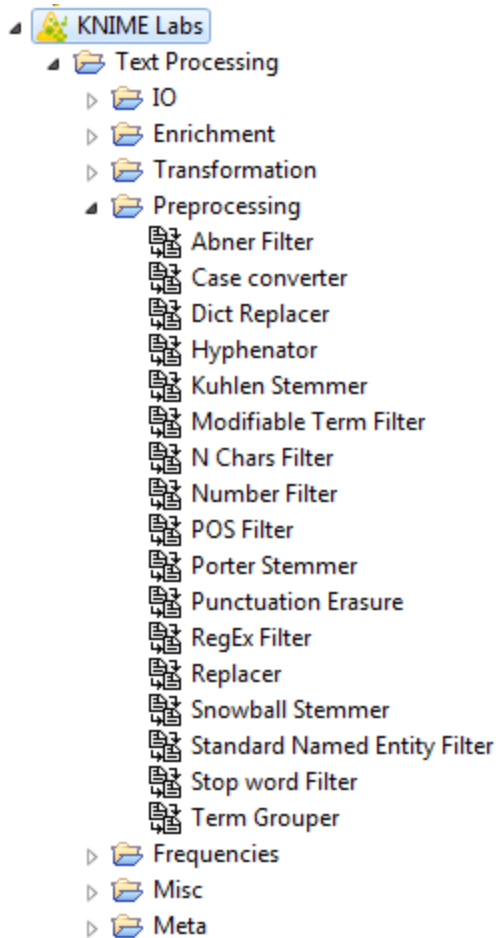 KNIME Labs
Text Processing
IO
Enrichment
Transformation
Preprocessing
Abner Filter
Case converter
Dict Replacer
Hyphenator
Kuhlen Stemmer
Modifiable Term Filter
N Chars Filter
Number Filter
POS Filter
Porter Stemmer
Punctuation Erasure
RegEx Filter
Replacer
Snowball Stemmer
Standard Named Entity Filter
Stop word Filter
Term Grouper
Frequencies
Misc
Meta